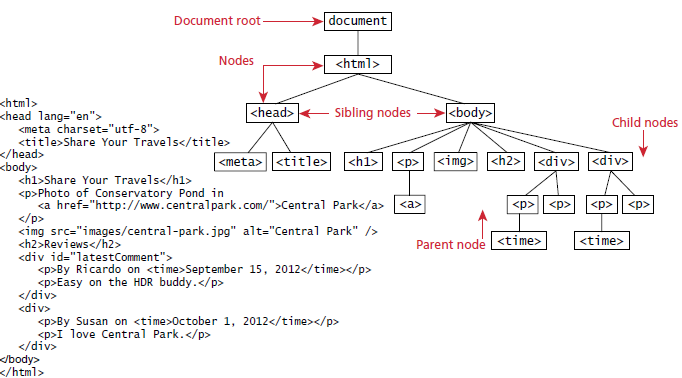 Document root
document
Nodes
<html>
<head>
Sibling nodes
<body>
Child nodes
<meta>
<title>
<h1>
<p>
<img>
<h2>
<div>
<div>
<a>
<p>
<p>
<p>
<p>
Parent node
<time>
<time>
<html>
<head lang="en">
<meta charset="utf-8">
<title>Share Your Travels</title>
</head>
<body>
<h1>Share Your Travels</h1>
<p>Photo of Conservatory Pond in
<a href="http://www.centralpark.com/">Central Park</a>
</p>
<img src="images/central-park.jpg" alt="Central Park" />
<h2>Reviews</h2>
<div id="latestComment">
<p>By Ricardo on <time>September 15, 2012</time></p>
<p>Easy on the HDR buddy.</p>
</div>
<div>
<p>By Susan on <time>October 1, 2012</time></p>
<p>I love Central Park.</p>
</div>
</body>
</html>